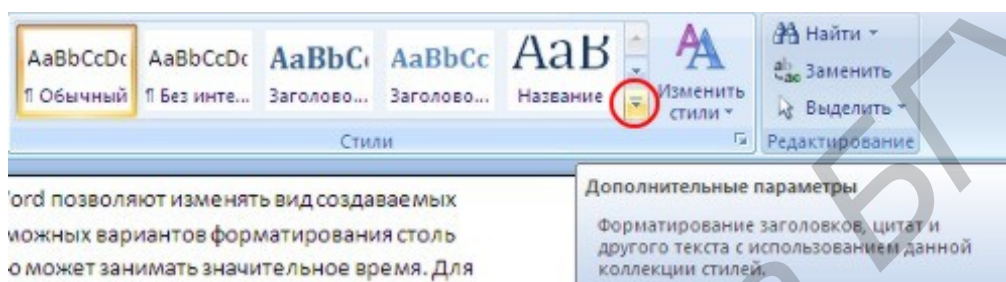 AaBbCcDc AaBbCcDc AaBbC AaBbCc АаВ
¶ Обычный ¶ Без инте... Заголово... Заголово... Название
Изменить стили
Найти
Заменить
Выделить
Стили
Редактирование
ord позволяют изменять вид создаваемых
можных вариантов форматирования столь
о может занимать значительное время. Для
Дополнительные параметры
Форматирование заголовков, цитат и
другого текста с использованием данной
коллекции стилей.
БГ